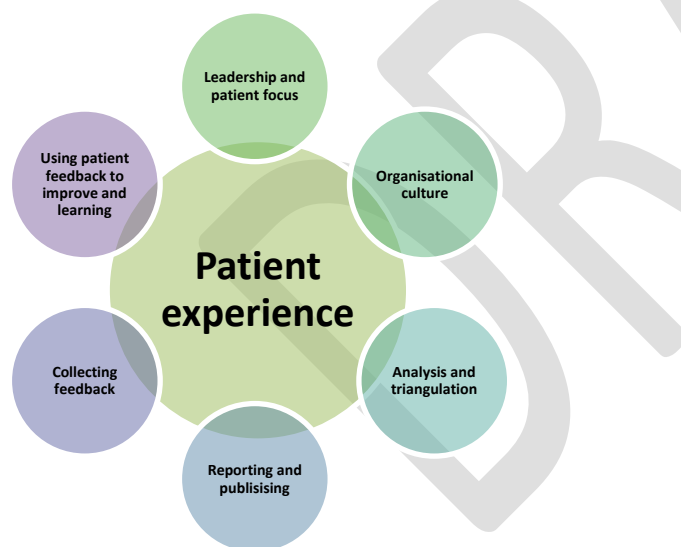 Leadership and
patient focus
Organisational
culture
Analysis and
triangulation
Reporting and
publisising
Collecting
feedback
Using patient
feedback to
improve and
learning
Patient
experience